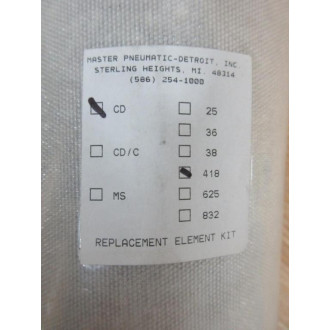 MASTER PNEUMATIC-DETROIT, INC.
STERLING HEIGHTS, MI. 48314
(586) 254-1000
CD
25
36
CD/C
38
418
MS
625
832
REPLACEMENT ELEMENT KIT